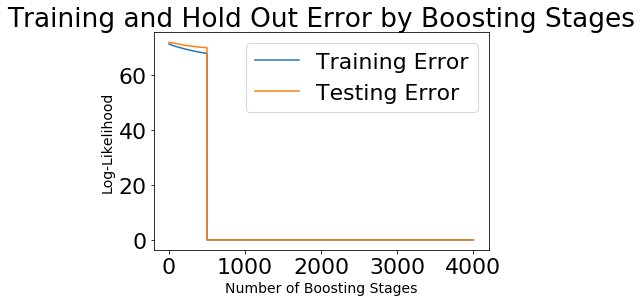 Training and Hold Out Error by Boosting Stages
Training Error
Testing Error
Log-Likelihood
60
40
20
0
0 1000 2000 3000 4000
Number of Boosting Stages